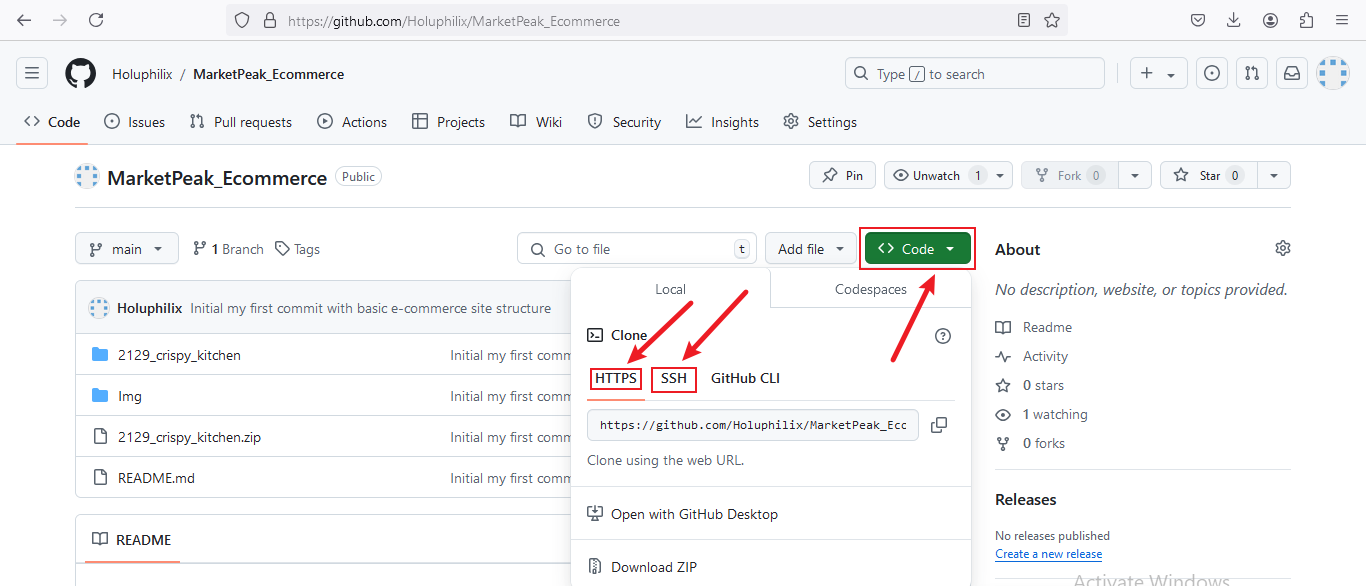 https://github.com/Holuphilix/MarketPeak_Ecommerce
Holuphilix / MarketPeak_Ecommerce
Type / to search
Code Issues Pull requests Actions Projects Wiki Security Insights Settings
MarketPeak_Ecommerce Public
Pin Unwatch 1 Fork 0 Star 0
main 1 Branch Tags Go to file t Add file Code
About
Local Codespaces
No description, website, or topics provided.
Holuphilix Initial my first commit with basic e-commerce site structure
Clone
Readme
2129_crispy_kitchen Initial my first comm
Activity
HTTPS SSH GitHub CLI
0 stars
Img Initial my first comm
1 watching
https://github.com/Holuphilix/MarketPeak_Ecc
2129_crispy_kitchen.zip Initial my first comm
0 forks
Clone using the web URL.
README.md Initial my first comm
Releases
Open with GitHub Desktop
No releases published
README
Create a new release
Download ZIP
Activate Windows